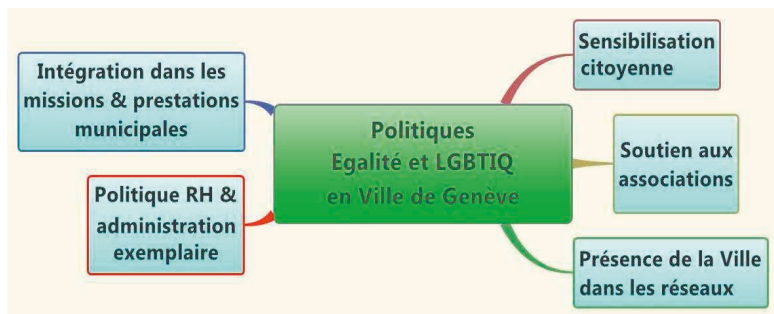 Intégration dans les
missions & prestations
municipales
Politique RH &
administration
exemplaire
Politiques
Egalité et LGBTIQ
en Ville de Genève
Sensibilisation
citoyenne
Soutien aux
associations
Présence de la Ville
dans les réseaux